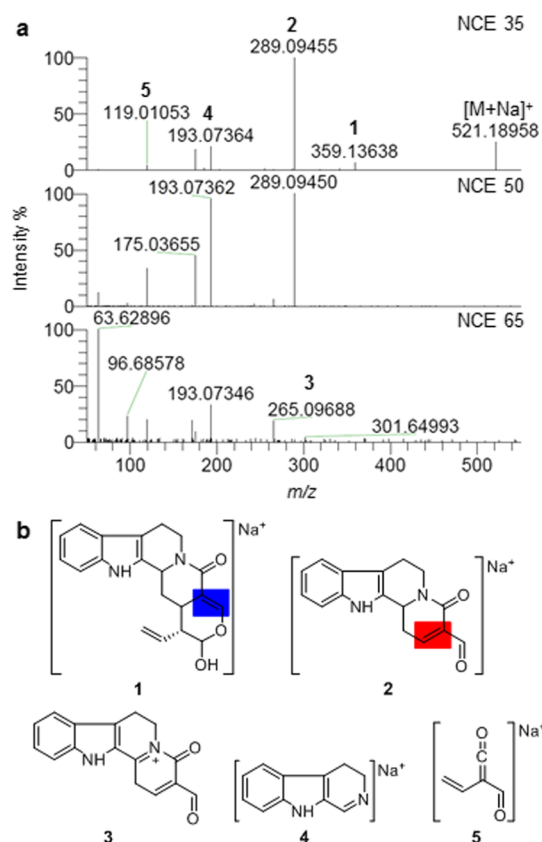 a
NCE 35
2
289.09455
5
119.01053
4
193.07364
1
359.13638
[M+Na]+
521.18958
100
50
0
NCE 50
193.07362
289.09450
175.03655
100
50
0
Intensity %
NCE 65
63.62896
96.68578
193.07346
3
265.09688
301.64993
100
50
0
100 200 300 400 500
m/z
b
Na+
N
O
NH
O
OH
1
Na+
N
O
NH
O
2
N
+
O
NH
O
3
Na+
N
N
H
4
Na+
O
C
O
5